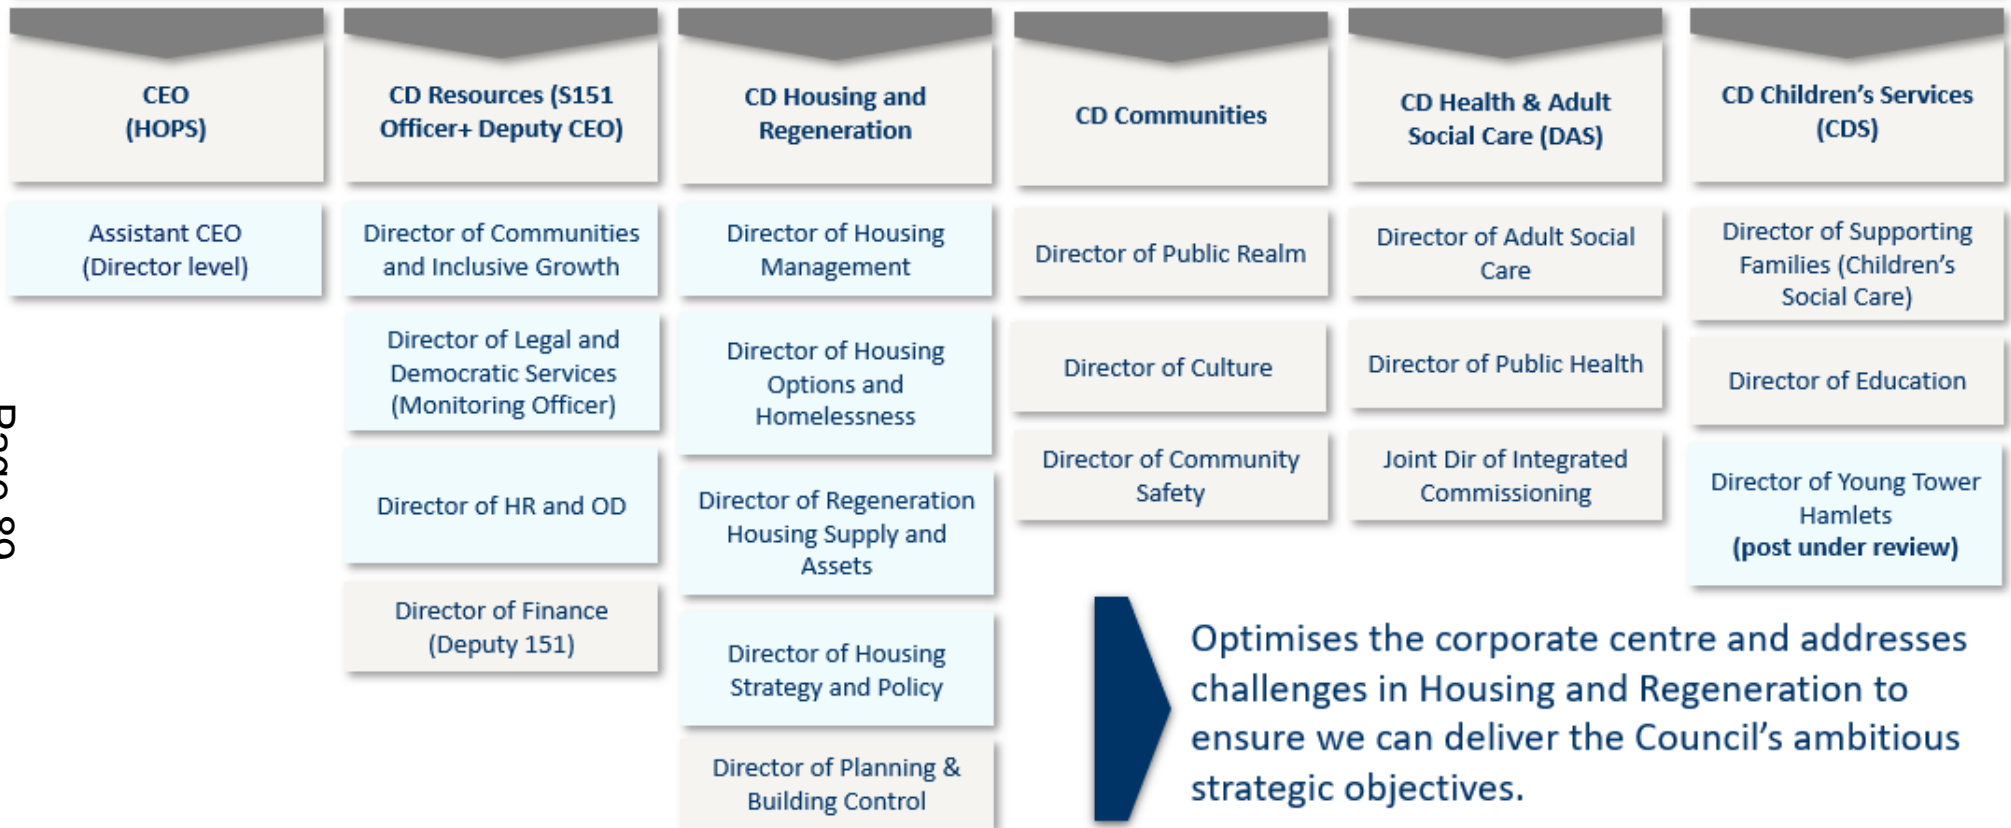 CEO
(HOPS)
Assistant CEO
(Director level)
CD Resources (S151
Officer+ Deputy CEO)
Director of Communities
and Inclusive Growth
Director of Legal and
Democratic Services
(Monitoring Officer)
Director of HR and OD
Director of Finance
(Deputy 151)
CD Housing and
Regeneration
Director of Housing
Management
Director of Housing
Options and
Homelessness
Director of Regeneration
Housing Supply and
Assets
Director of Housing
Strategy and Policy
Director of Planning &
Building Control
CD Communities
Director of Public Realm
Director of Culture
Director of Community
Safety
CD Health & Adult
Social Care (DAS)
Director of Adult Social
Care
Director of Public Health
Joint Dir of Integrated
Commissioning
CD Children’s Services
(CDS)
Director of Supporting
Families (Children’s
Social Care)
Director of Education
Director of Young Tower
Hamlets
(post under review)
Optimises the corporate centre and addresses
challenges in Housing and Regeneration to
ensure we can deliver the Council’s ambitious
strategic objectives.